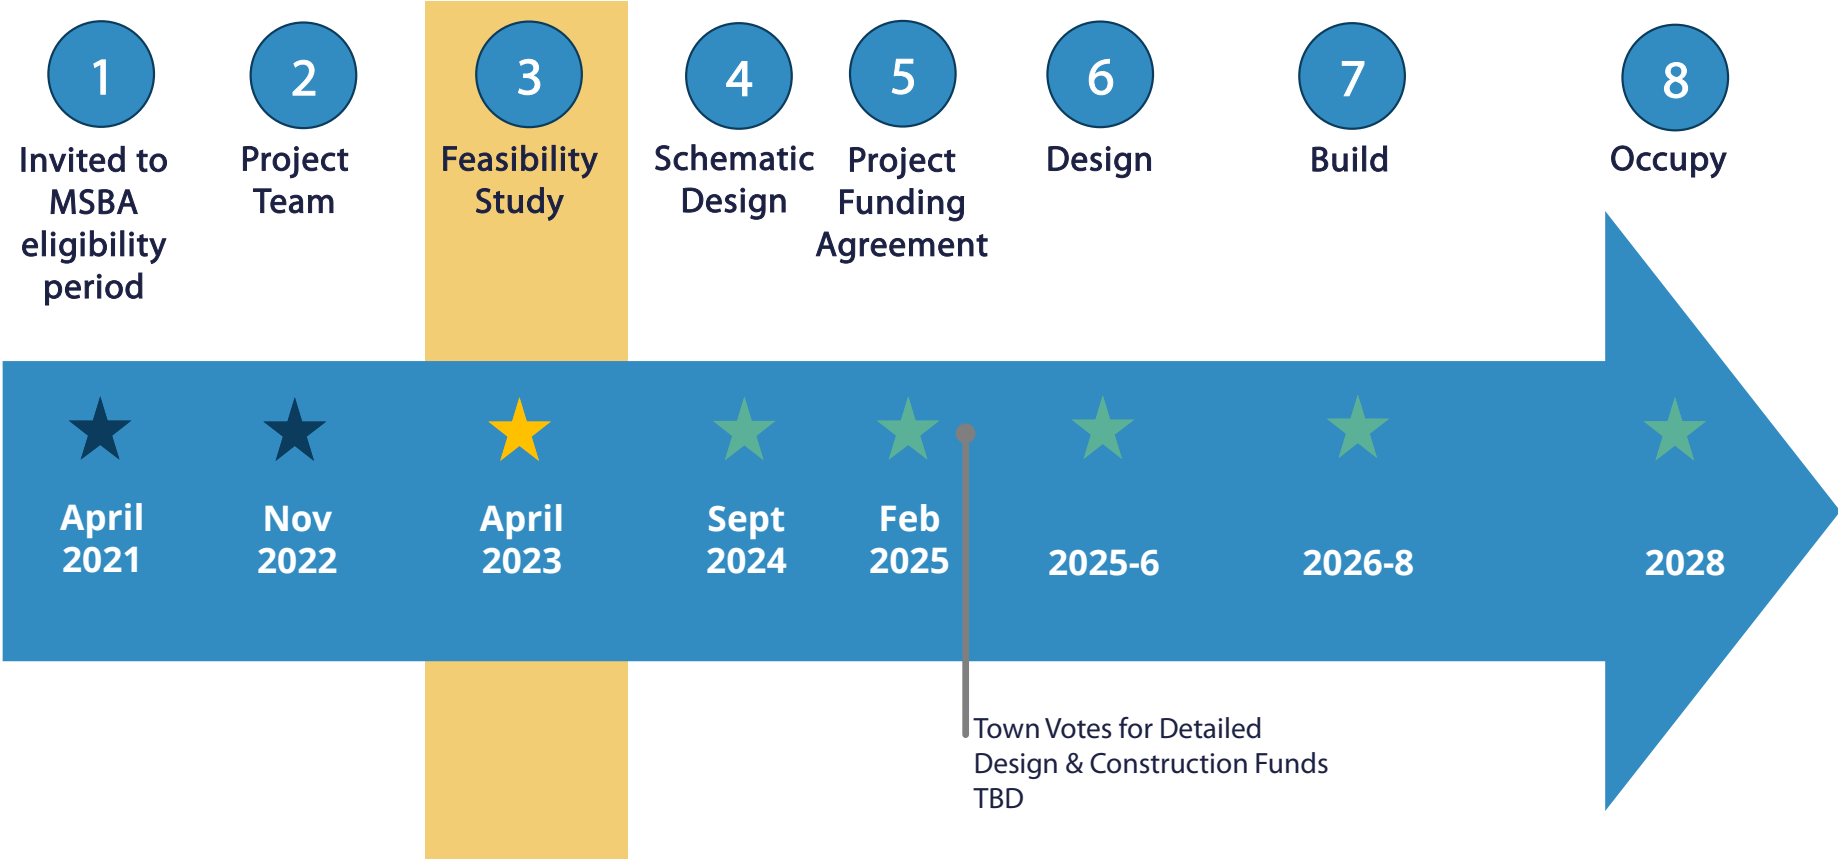 1
Invited to
MSBA
eligibility
period
2
Project
Team
3
Feasibility
Study
4
Schematic
Design
5
Project
Funding
Agreement
6
Design
7
Build
8
Occupy
April
2021
Nov
2022
April
2023
Sept
2024
Feb
2025
2025-6
2026-8
2028
Town Votes for Detailed
Design & Construction Funds
TBD